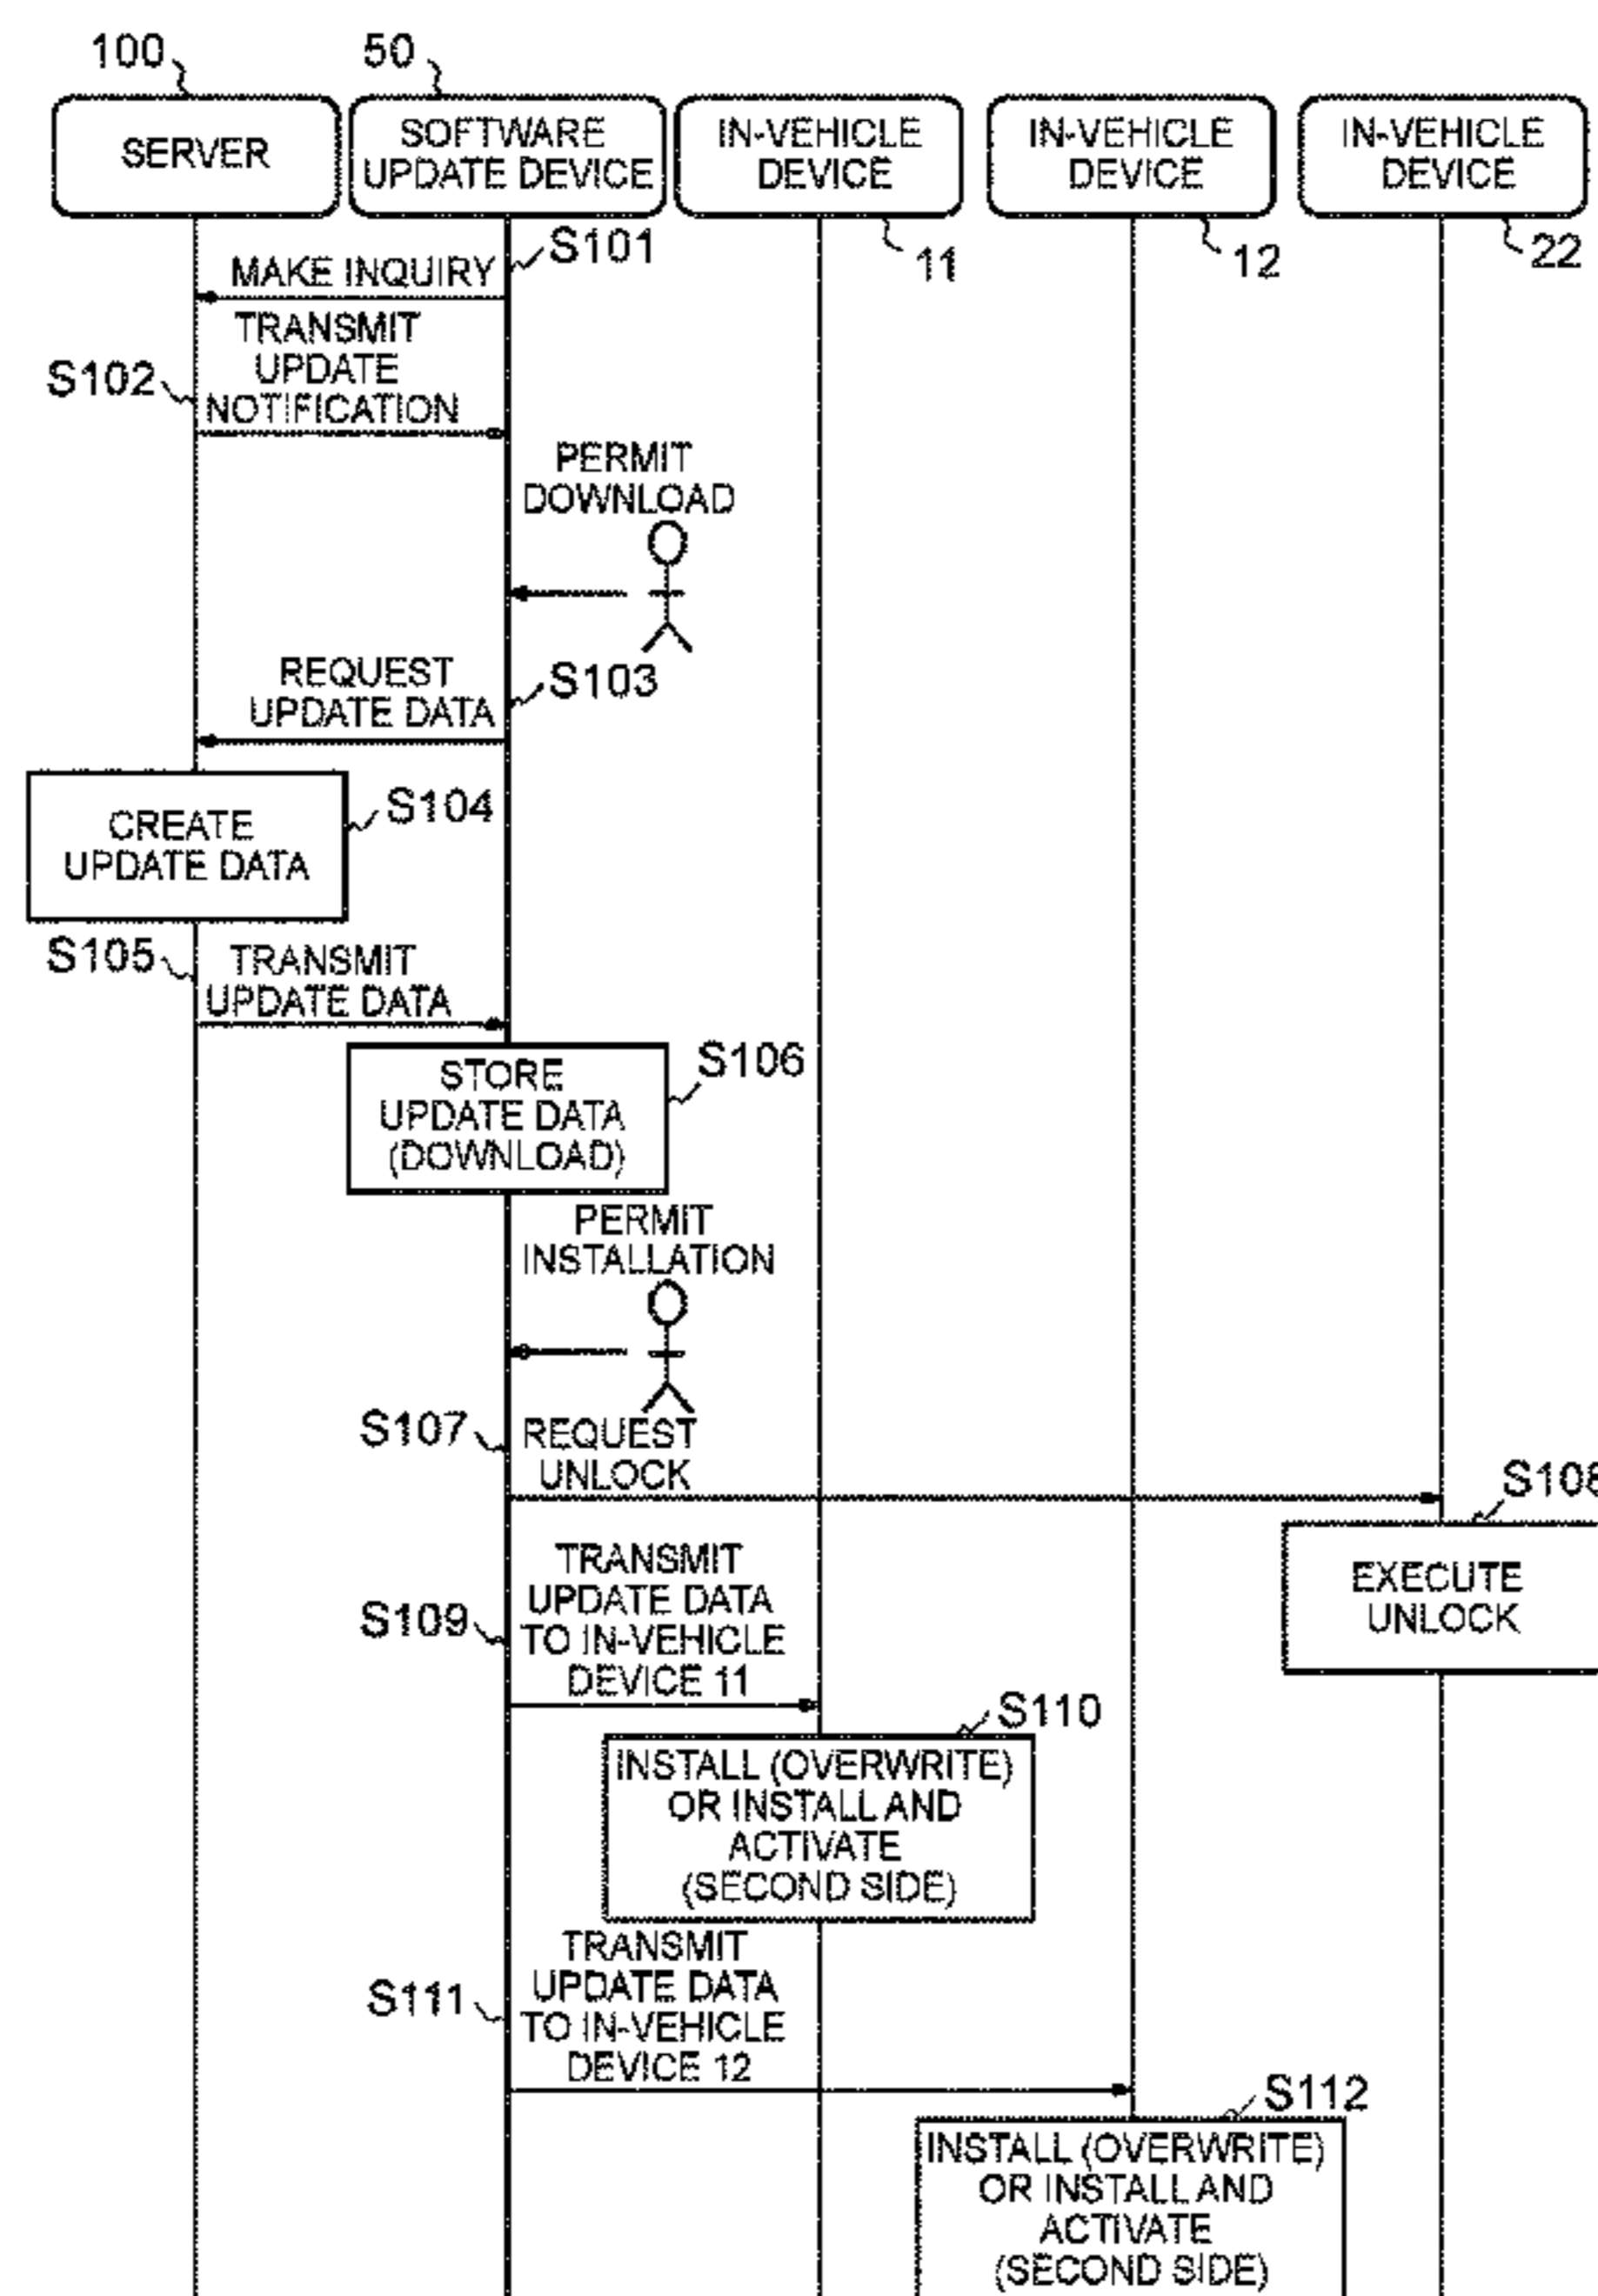 100
50
SERVER
SOFTWARE
UPDATE DEVICE
IN-VEHICLE
DEVICE
IN-VEHICLE
DEVICE
IN-VEHICLE
DEVICE
11
12
22
S101
MAKE INQUIRY
S102
TRANSMIT
UPDATE
NOTIFICATION
PERMIT
DOWNLOAD
S103
REQUEST
UPDATE DATA
CREATE
UPDATE DATA
S104
S105
TRANSMIT
UPDATE DATA
STORE
UPDATE DATA
(DOWNLOAD)
S106
PERMIT
INSTALLATION
S107
REQUEST
UNLOCK
S108
EXECUTE
UNLOCK
S109
TRANSMIT
UPDATE DATA
TO IN-VEHICLE
DEVICE 11
S110
INSTALL (OVERWRITE)
OR INSTALL AND
ACTIVATE
(SECOND SIDE)
S111
TRANSMIT
UPDATE DATA
TO IN-VEHICLE
DEVICE 12
S112
INSTALL (OVERWRITE)
OR INSTALL AND
ACTIVATE
(SECOND SIDE)